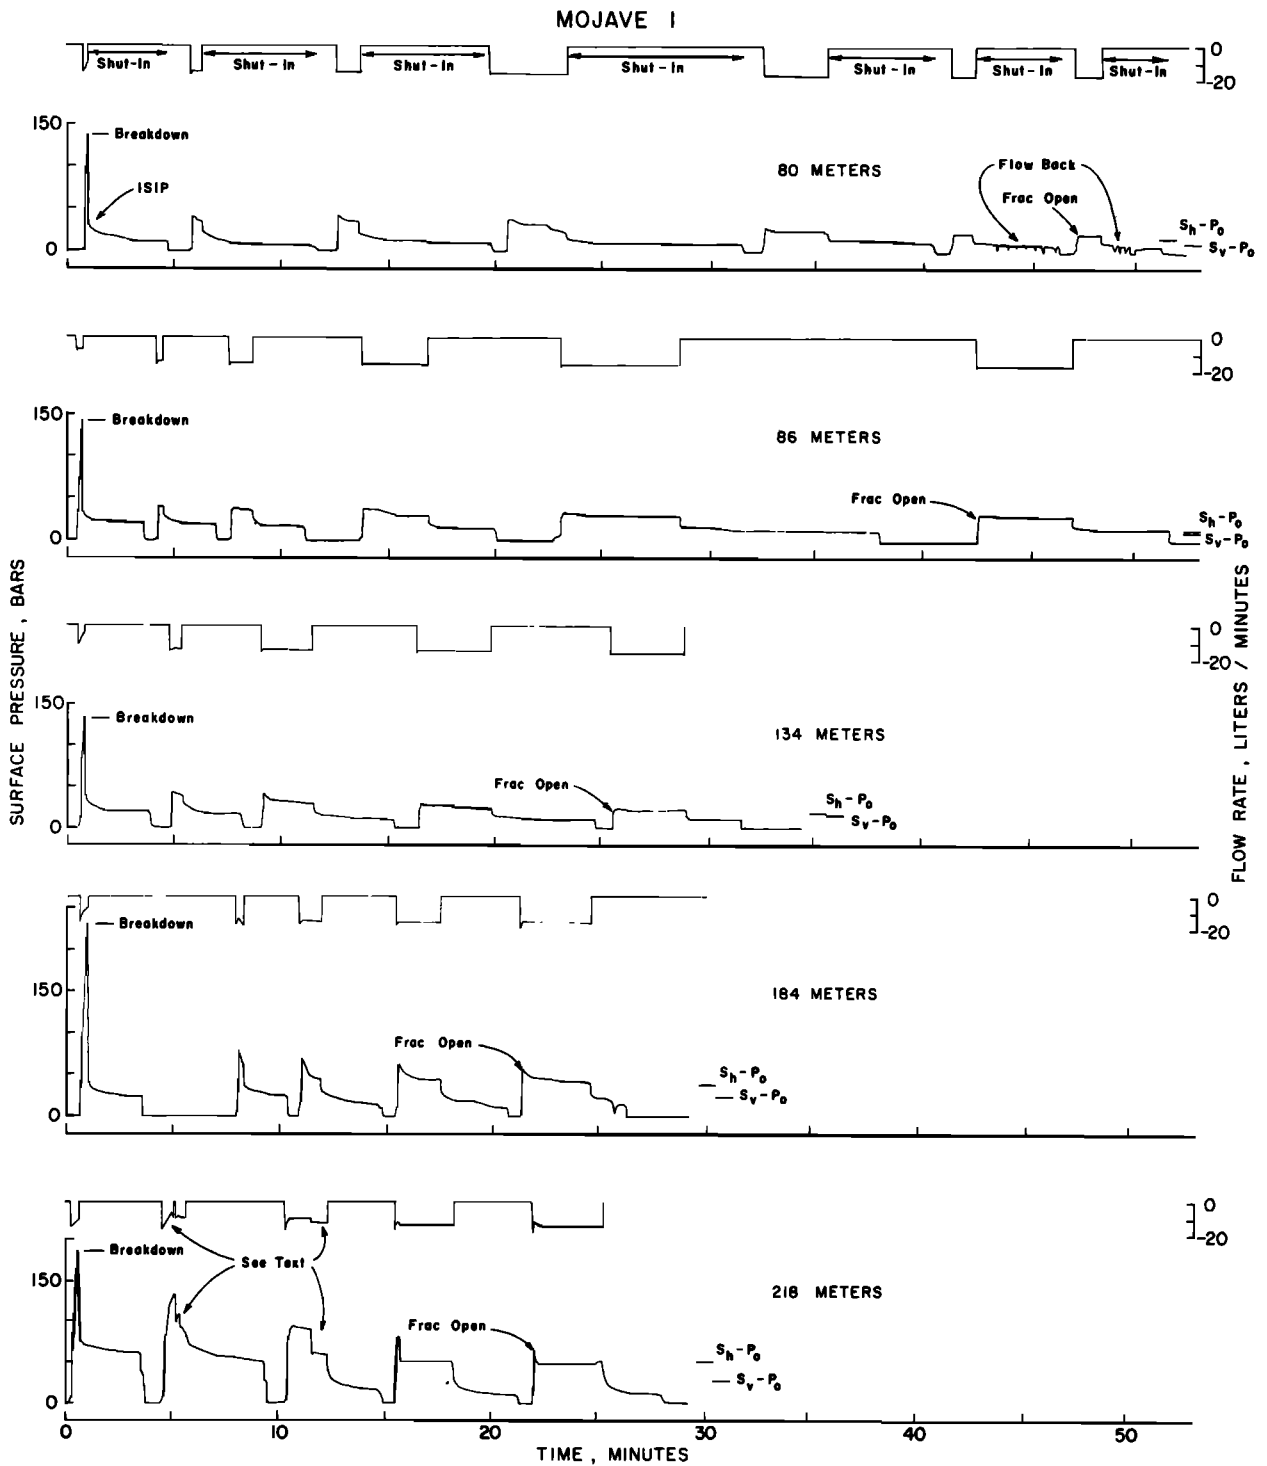 MOJAVE I
Shut-In Shut-In Shut-In Shut-In Shut-In Shut-In Shut-In
0
-20
150
Breakdown
ISIP
80 METERS
Flow Back
Frac Open
Sh-Po
Sv-Po
0
0
-20
150
Breakdown
86 METERS
Frac Open
Sh-Po
Sv-Po
0
0
-20
150
Breakdown
134 METERS
Frac Open
Sh-Po
Sv-Po
0
0
-20
Breakdown
150
184 METERS
Frac Open
Sh-Po
Sv-Po
0
0
-20
Breakdown
See Text
150
218 METERS
Frac Open
Sh-Po
Sv-Po
0
0 10 20 30 40 50
TIME, MINUTES
SURFACE PRESSURE, BARS
FLOW RATE, LITERS / MINUTES